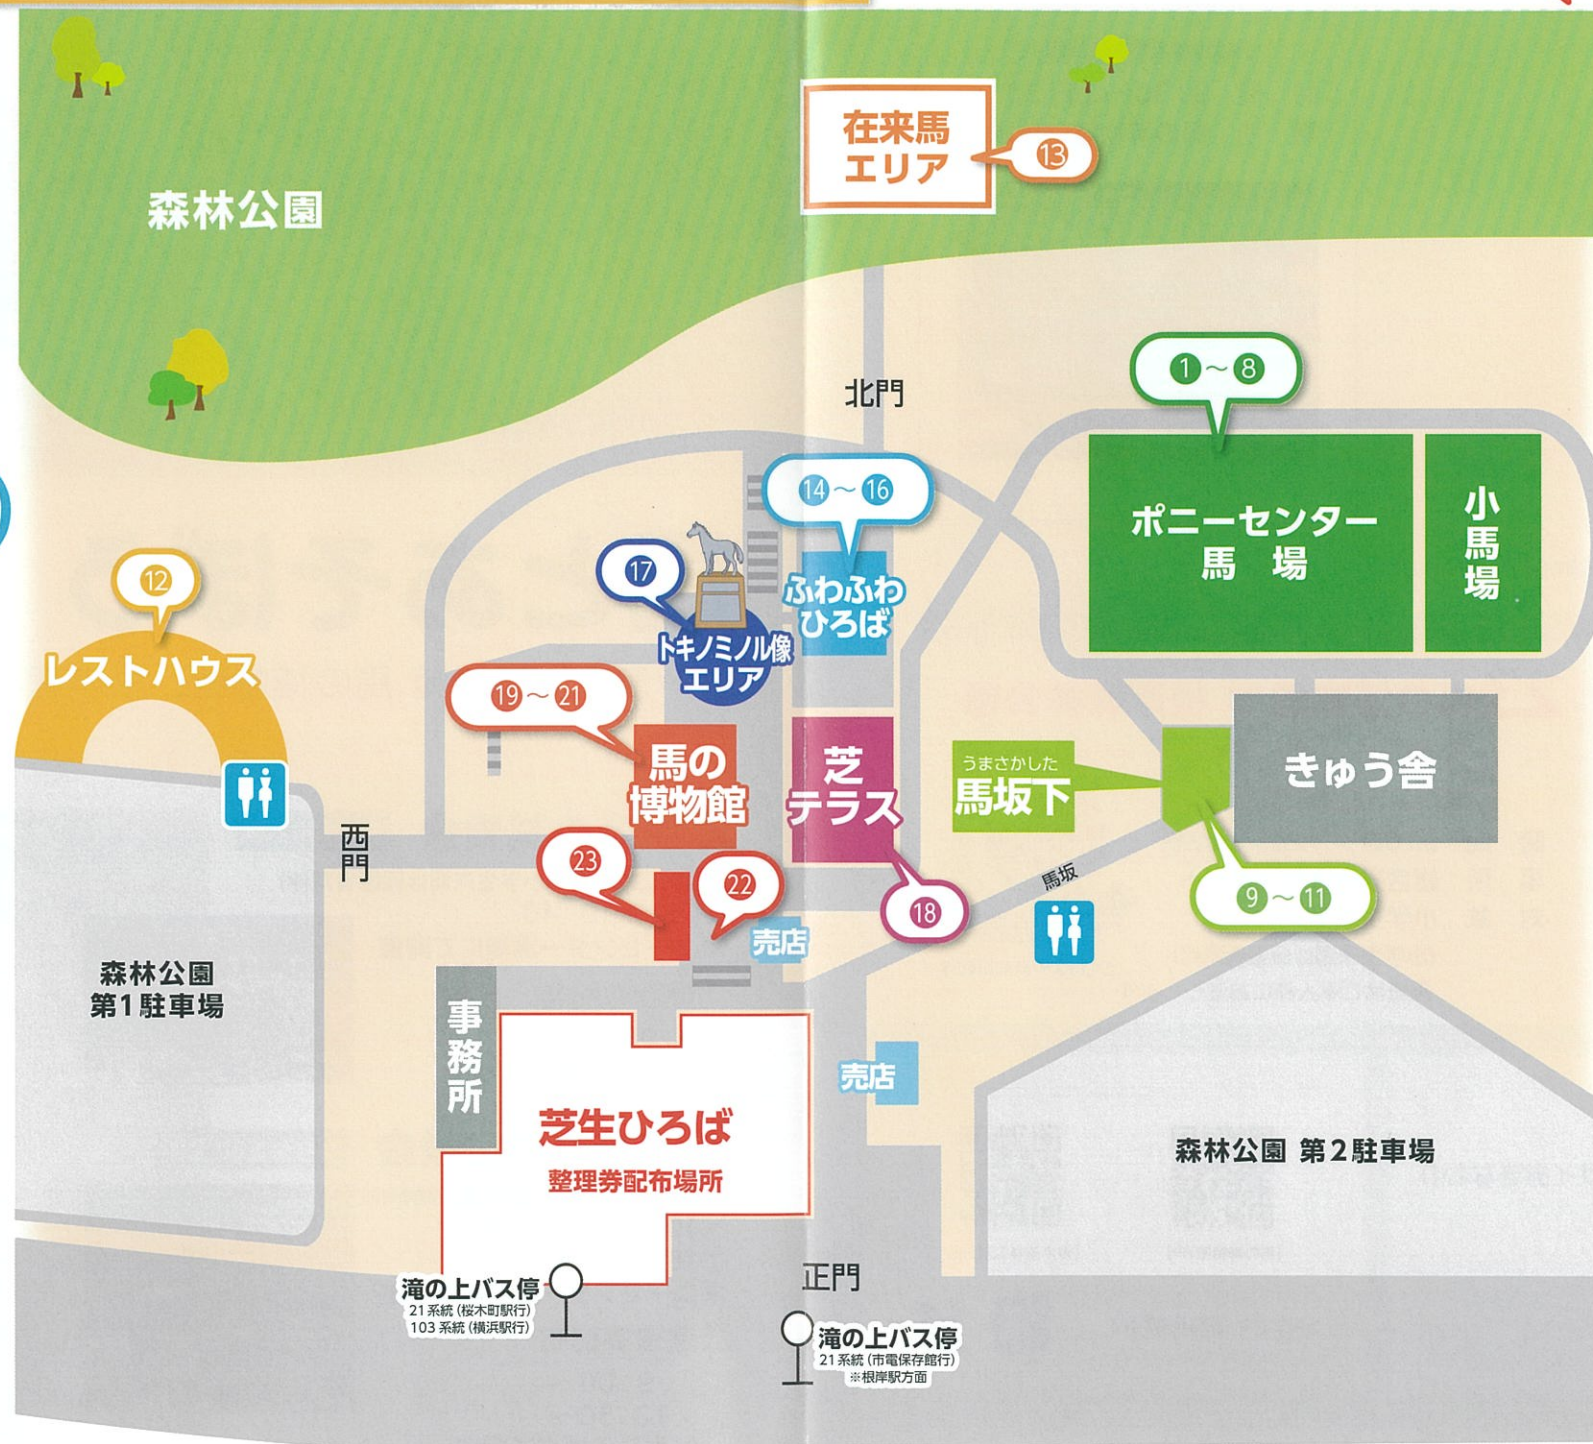 在来馬
エリア
⑬
森林公園
北門
❶～❽
ポニーセンター
馬　場
小馬場
⑭～⑯
ふわふわ
ひろば
⑰
トキノミノル像
エリア
⑫
レストハウス
⑲～㉑
馬の
博物館
芝
テラス
うまさかした
馬坂下
きゅう舎
西門
㉓
㉒
⑱
馬坂
⑨～⑪
売店
森林公園
第1駐車場
事務所
売店
芝生ひろば
整理券配布場所
森林公園 第2駐車場
滝の上バス停
21系統（桜木町駅行）
103系統（横浜駅行）
正門
滝の上バス停
21系統（市電保存館行）
※根岸駅方面